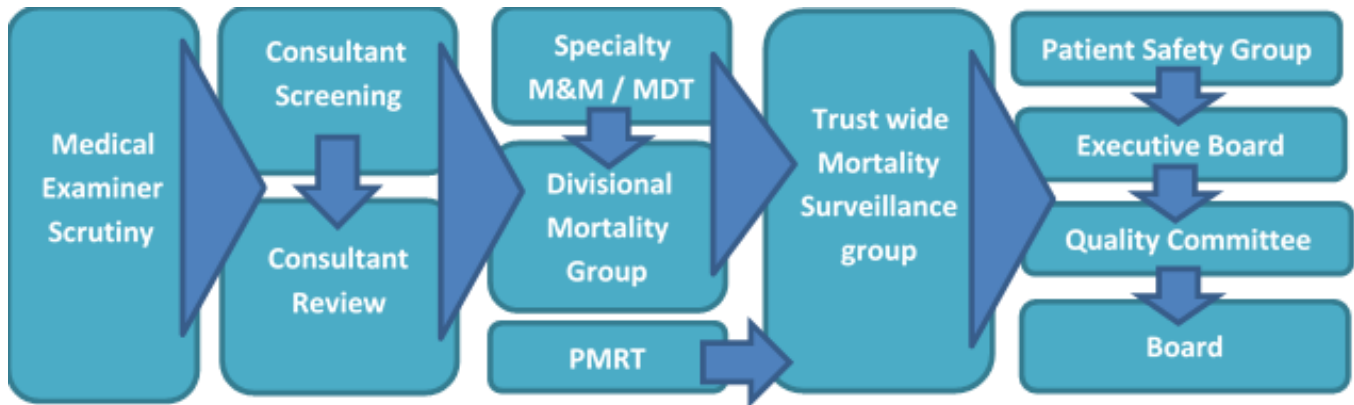 Medical
Examiner
Scrutiny
Consultant
Screening
Consultant
Review
Specialty
M&M / MDT
Divisional
Mortality
Group
PMRT
Trust wide
Mortality
Surveillance
group
Patient Safety Group
Executive Board
Quality Committee
Board